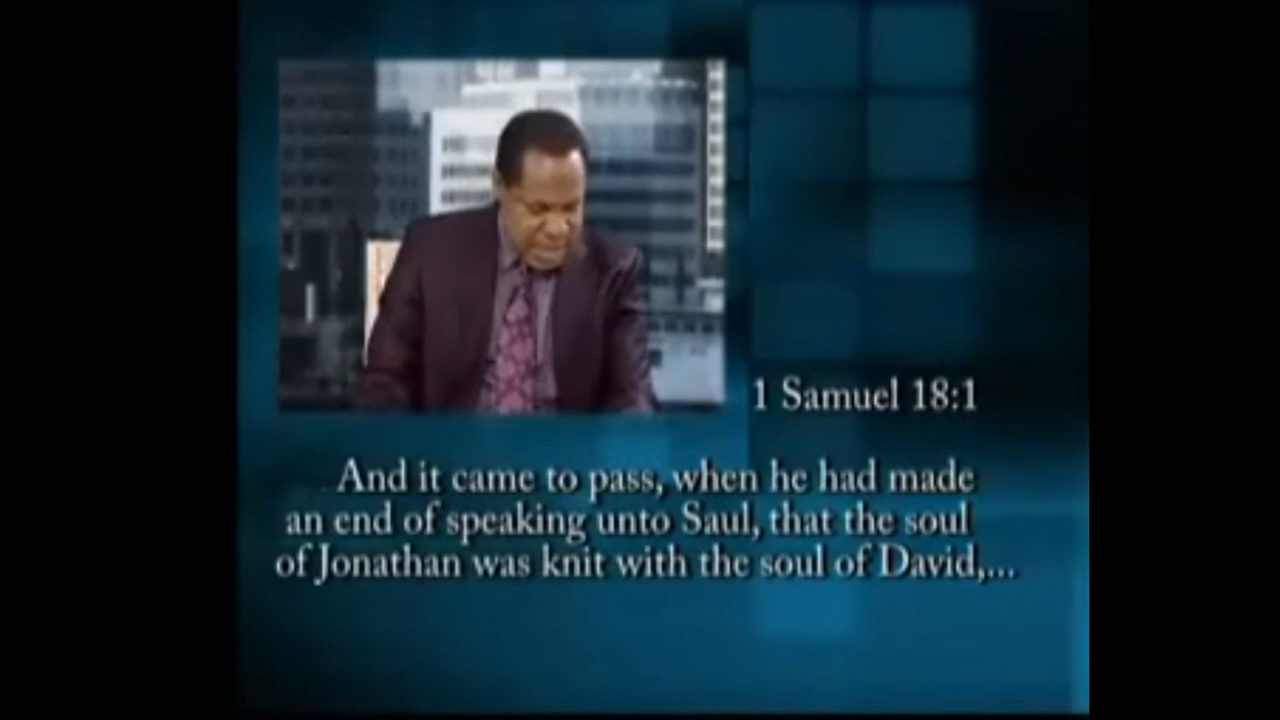 1 Samuel 18:1
And it came to pass, when he had made
an end of speaking unto Saul, that the soul
of Jonathan was knit with the soul of David,...